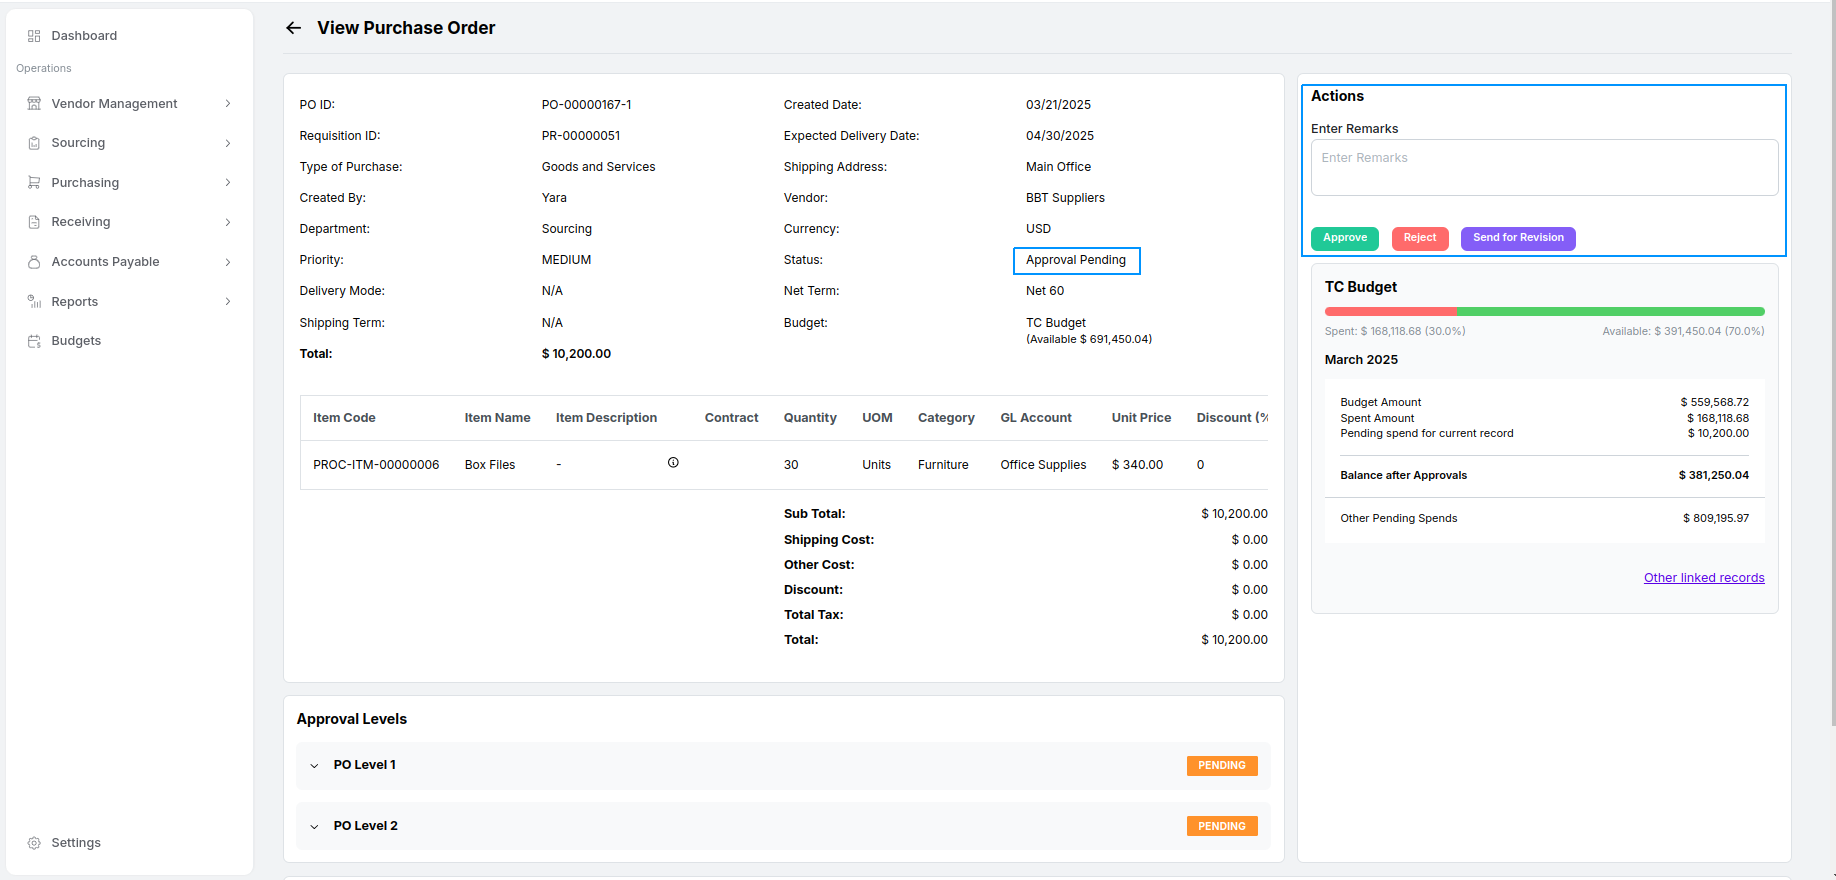 Dashboard
Operations
Vendor Management
Sourcing
Purchasing
Receiving
Accounts Payable
Reports
Budgets
Settings
View Purchase Order
PO ID: PO-00000167-1 Created Date: 03/21/2025
Requisition ID: PR-00000051 Expected Delivery Date: 04/30/2025
Type of Purchase: Goods and Services Shipping Address: Main Office
Created By: Yara Vendor: BBT Suppliers
Department: Sourcing Currency: USD
Priority: MEDIUM Status: Approval Pending
Delivery Mode: N/A Net Term: Net 60
Shipping Term: N/A Budget: TC Budget
(Available $ 691,450.04)
Total: $ 10,200.00
Item Code Item Name Item Description Contract Quantity UOM Category GL Account Unit Price Discount (%
PROC-ITM-00000006 Box Files - 30 Units Furniture Office Supplies $ 340.00 0
Sub Total: $ 10,200.00
Shipping Cost: $ 0.00
Other Cost: $ 0.00
Discount: $ 0.00
Total Tax: $ 0.00
Total: $ 10,200.00
Approval Levels
PO Level 1 PENDING
PO Level 2 PENDING
Actions
Enter Remarks
Enter Remarks
Approve Reject Send for Revision
TC Budget
Spent: $ 168,118.68 (30.0%) Available: $ 391,450.04 (70.0%)
March 2025
Budget Amount $ 559,568.72
Spent Amount $ 168,118.68
Pending spend for current record $ 10,200.00
Balance after Approvals $ 381,250.04
Other Pending Spends $ 809,195.97
Other linked records